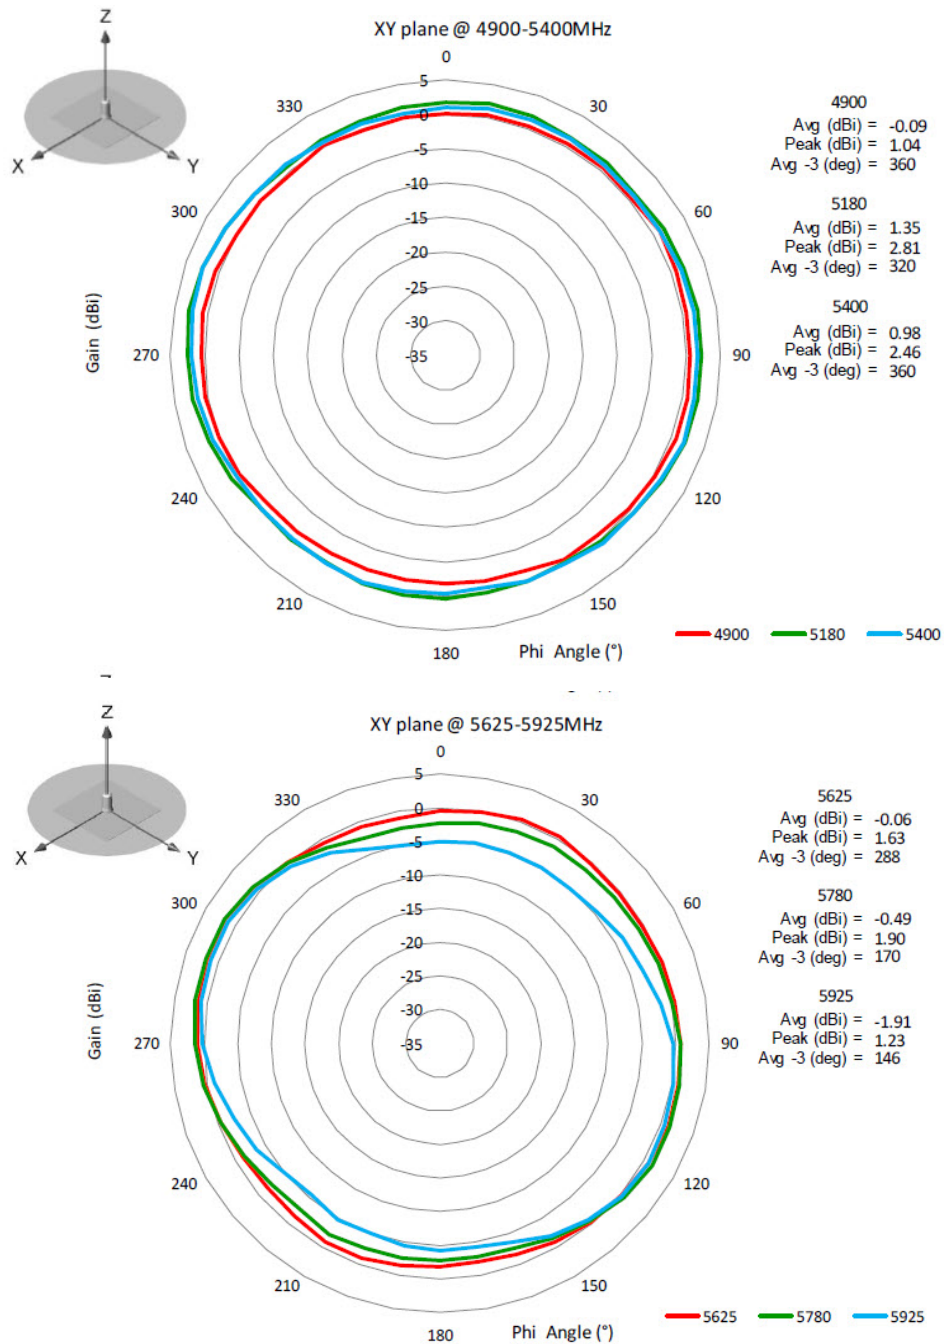 Z
X
Y
XY plane @ 4900-5400MHz
0
30
60
90
120
150
180
210
240
270
300
330
5
0
-5
-10
-15
-20
-25
-30
-35
Gain (dBi)
Phi Angle (°)
4900
Avg (dBi) = -0.09
Peak (dBi) = 1.04
Avg -3 (deg) = 360
5180
Avg (dBi) = 1.35
Peak (dBi) = 2.81
Avg -3 (deg) = 320
5400
Avg (dBi) = 0.98
Peak (dBi) = 2.46
Avg -3 (deg) = 360
4900 5180 5400
Z
X
Y
XY plane @ 5625-5925MHz
0
30
60
90
120
150
180
210
240
270
300
330
5
0
-5
-10
-15
-20
-25
-30
-35
Gain (dBi)
Phi Angle (°)
5625
Avg (dBi) = -0.06
Peak (dBi) = 1.63
Avg -3 (deg) = 288
5780
Avg (dBi) = -0.49
Peak (dBi) = 1.90
Avg -3 (deg) = 170
5925
Avg (dBi) = -1.91
Peak (dBi) = 1.23
Avg -3 (deg) = 146
5625 5780 5925